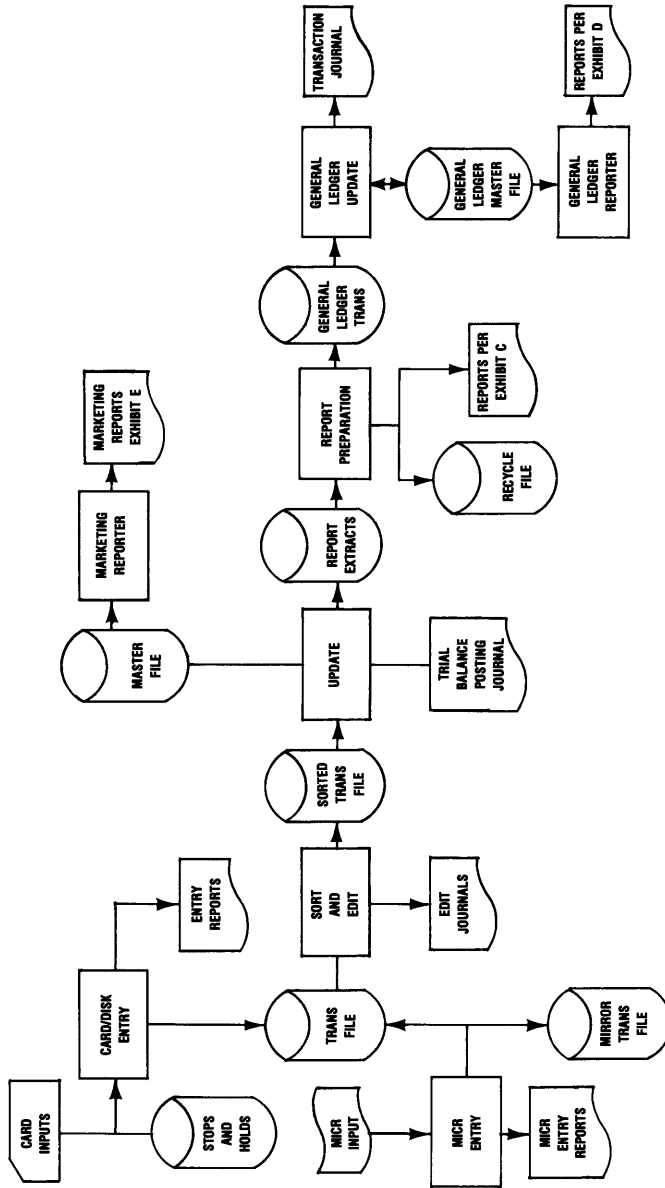 CARD
INPUTS
STOPS
AND
HOLDS
CARD/DISK
ENTRY
ENTRY
REPORTS
MICR
INPUT
MICR
ENTRY
MICR
ENTRY
REPORTS
TRANS
FILE
MIRROR
TRANS
FILE
SORT
AND
EDIT
EDIT
JOURNALS
SORTED
TRANS
FILE
MASTER
FILE
UPDATE
TRIAL
BALANCE
POSTING
JOURNAL
MARKETING
REPORTER
MARKETING
REPORTS
EXHIBIT E
REPORT
EXTRACTS
REPORT
PREPARATION
RECYCLE
FILE
REPORTS PER
EXHIBIT C
GENERAL
LEDGER
TRANS
GENERAL
LEDGER
UPDATE
TRANSACTION
JOURNAL
GENERAL
LEDGER
MASTER
FILE
GENERAL
LEDGER
REPORTER
REPORTS PER
EXHIBIT D